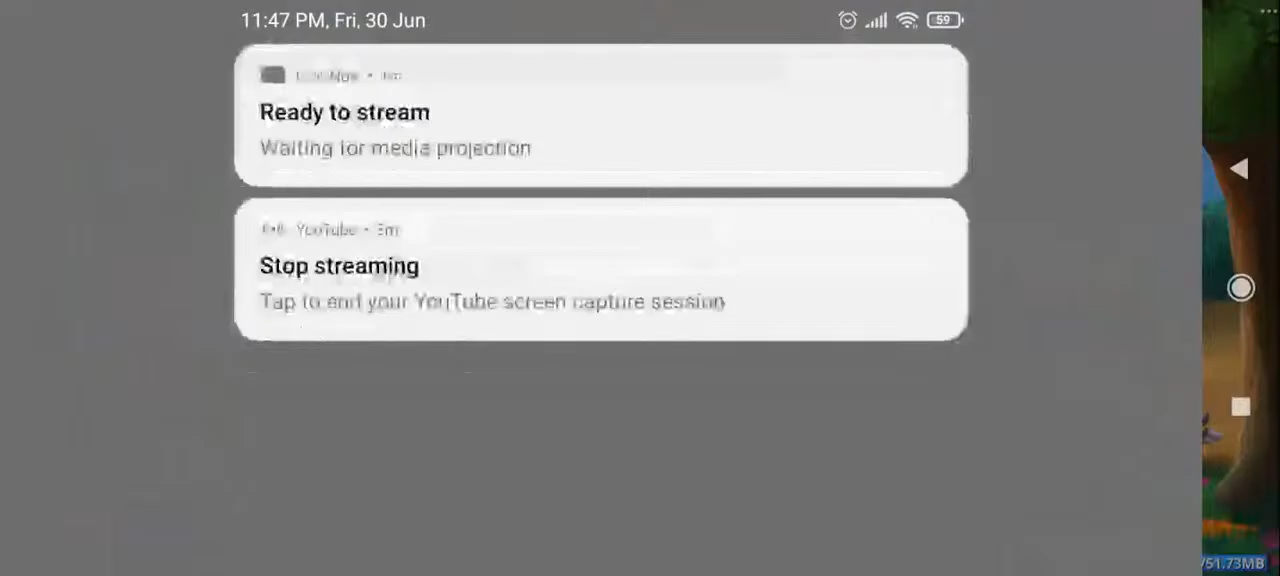 11:47 PM, Fri, 30 Jun
59
Ready to stream
Waiting for media projection
YouTube • 3m
Stop streaming
Tap to end your YouTube screen capture session
/51.73MB